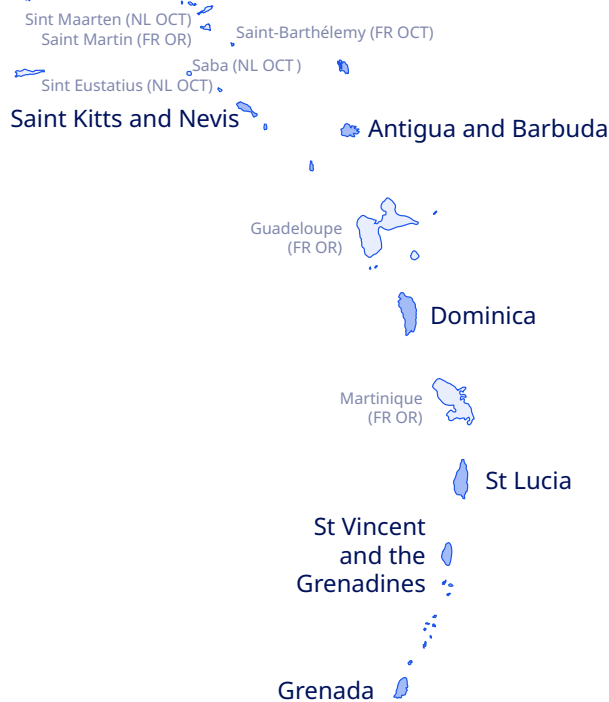 Sint Maarten (NL OCT)
Saint Martin (FR OR)
Saint-Barthélemy (FR OCT)
Saba (NL OCT )
Sint Eustatius (NL OCT)
Saint Kitts and Nevis
Antigua and Barbuda
Guadeloupe
(FR OR)
Dominica
Martinique
(FR OR)
St Lucia
St Vincent
and the
Grenadines
Grenada